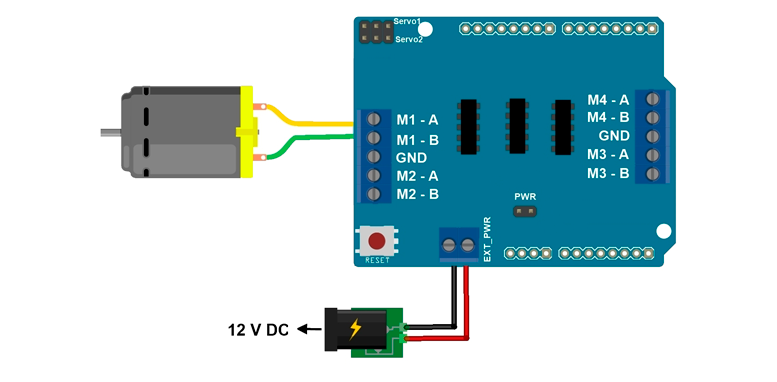 Servo1
Servo2
M1 - A
M1 - B
GND
M2 - A
M2 - B
M4 - A
M4 - B
GND
M3 - A
M3 - B
PWR
EXT_PWR
RESET
12 V DC